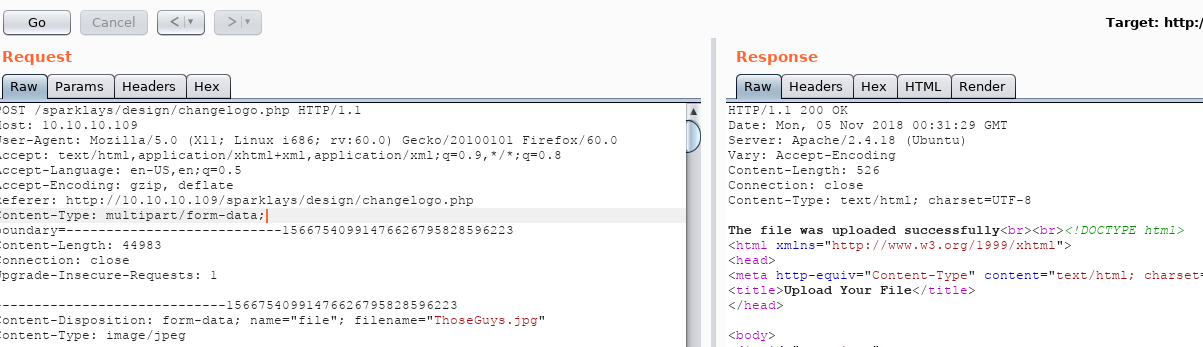 Go Cancel < > Target: http:/
Request
Raw Params Headers Hex
POST /sparklays/design/changelogo.php HTTP/1.1
Host: 10.10.10.109
User-Agent: Mozilla/5.0 (X11; Linux i686; rv:60.0) Gecko/20100101 Firefox/60.0
Accept: text/html,application/xhtml+xml,application/xml;q=0.9,*/*;q=0.8
Accept-Language: en-US,en;q=0.5
Accept-Encoding: gzip, deflate
Referer: http://10.10.10.109/sparklays/design/changelogo.php
Content-Type: multipart/form-data;
boundary=---------------------------15667540991476626795828596223
Content-Length: 44983
Connection: close
Upgrade-Insecure-Requests: 1
-----------------------------15667540991476626795828596223
Content-Disposition: form-data; name="file"; filename="ThoseGuys.jpg"
Content-Type: image/jpeg
Response
Raw Headers Hex HTML Render
HTTP/1.1 200 OK
Date: Mon, 05 Nov 2018 00:31:29 GMT
Server: Apache/2.4.18 (Ubuntu)
Vary: Accept-Encoding
Content-Length: 526
Connection: close
Content-Type: text/html; charset=UTF-8
The file was uploaded successfully<br><br><!DOCTYPE html>
<html xmlns="http://www.w3.org/1999/xhtml">
<head>
<meta http-equiv="Content-Type" content="text/html; charset=
<title>Upload Your File</title>
</head>
<body>